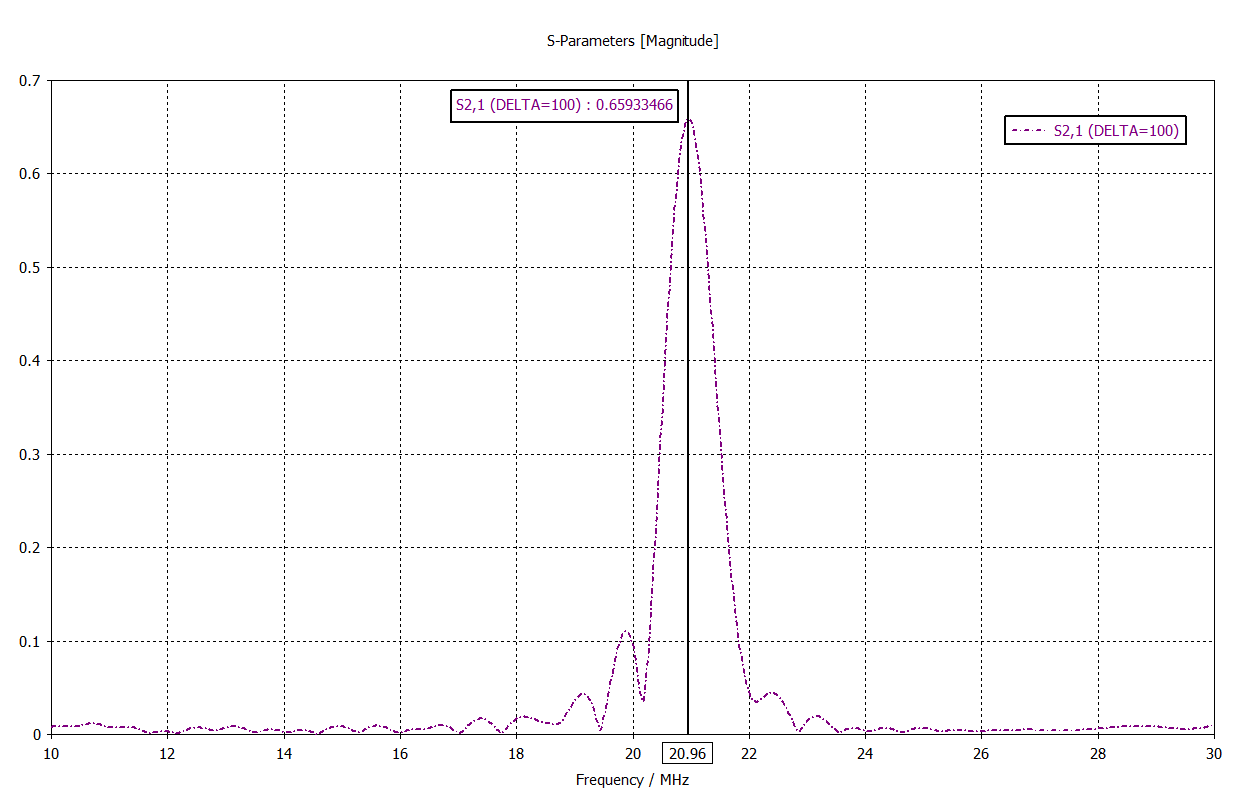 S-Parameters [Magnitude]
0.7
S2,1 (DELTA=100) : 0.65933466
S2,1 (DELTA=100)
0.6
0.5
0.4
0.3
0.2
0.1
0
10 12 14 16 18 20 20.96 22 24 26 28 30
Frequency / MHz